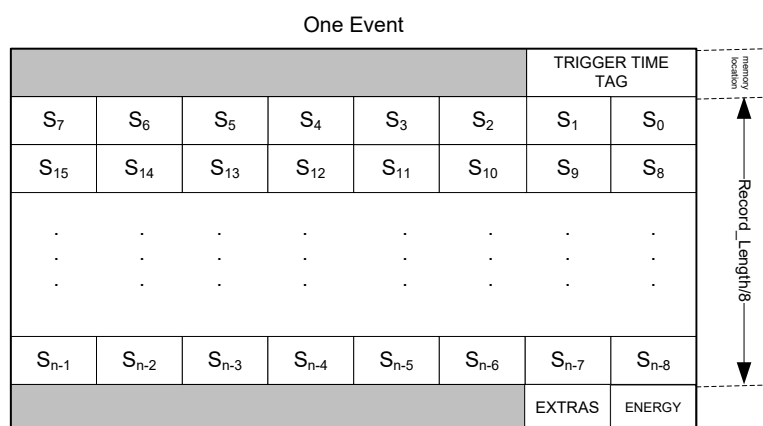 One Event
TRIGGER TIME
TAG
memory
location
S₇ S₆ S₅ S₄ S₃ S₂ S₁ S₀
S₁₅ S₁₄ S₁₃ S₁₂ S₁₁ S₁₀ S₉ S₈
. . . . . . . .
. . . . . . . .
. . . . . . . .
Record_Length/8
Sₙ₋₁ Sₙ₋₂ Sₙ₋₃ Sₙ₋₄ Sₙ₋₅ Sₙ₋₆ Sₙ₋₇ Sₙ₋₈
EXTRAS ENERGY